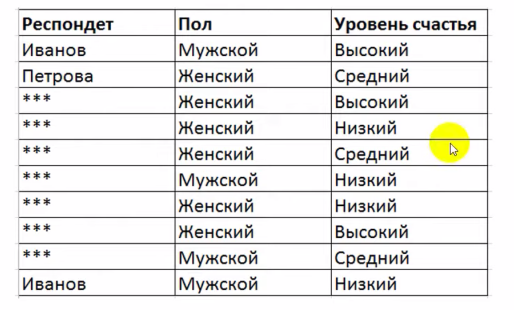 Респондет Пол Уровень счастья
Иванов Мужской Высокий
Петрова Женский Средний
*** Женский Высокий
*** Женский Низкий
*** Женский Средний
*** Мужской Низкий
*** Женский Низкий
*** Женский Высокий
*** Мужской Средний
Иванов Мужской Низкий